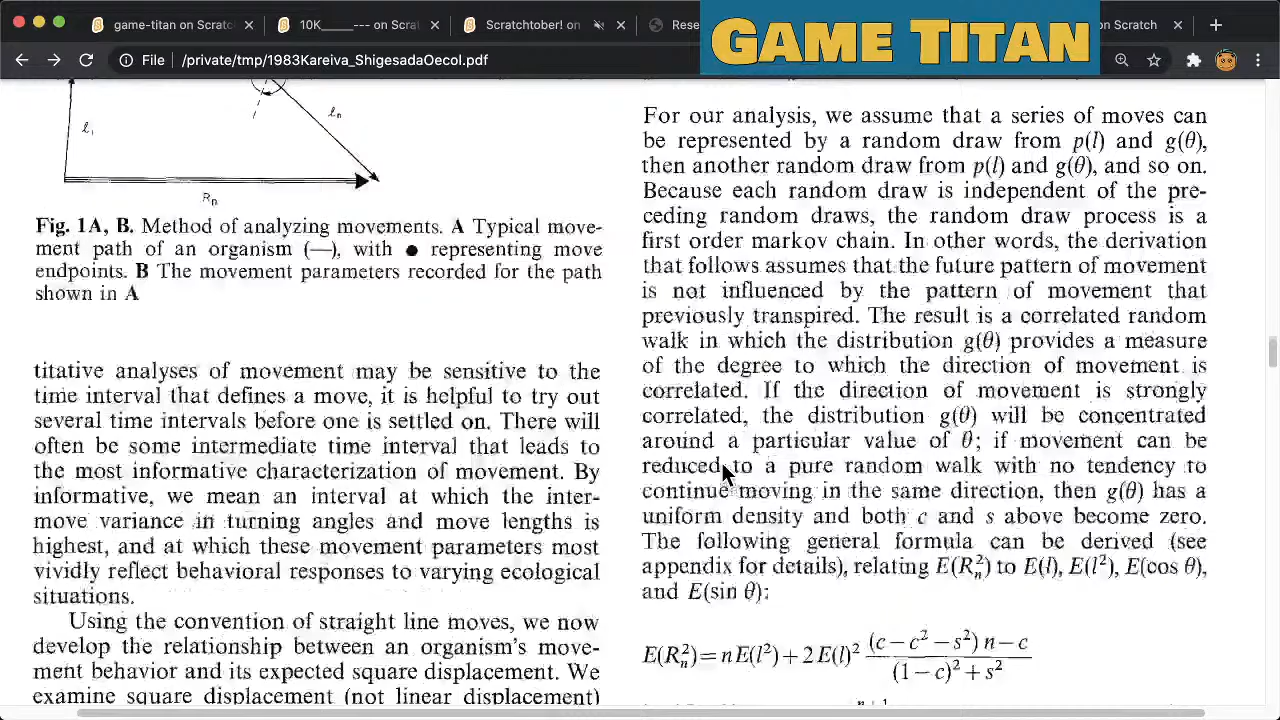 game-titan on Scratc
10K_____--- on Scrat
Scratchtober! on
Rese
on Scratch
GAME TITAN
File
/private/tmp/1983Kareiva_ShigesadaOecol.pdf
ℓ₁
ℓₙ
Rₙ
Fig. 1A, B. Method of analyzing movements. A Typical move-
ment path of an organism (—), with ● representing move
endpoints. B The movement parameters recorded for the path
shown in A
titative analyses of movement may be sensitive to the
time interval that defines a move, it is helpful to try out
several time intervals before one is settled on. There will
often be some intermediate time interval that leads to
the most informative characterization of movement. By
informative, we mean an interval at which the inter-
move variance in turning angles and move lengths is
highest, and at which these movement parameters most
vividly reflect behavioral responses to varying ecological
situations.
Using the convention of straight line moves, we now
develop the relationship between an organism's move-
ment behavior and its expected square displacement. We
examine square displacement (not linear displacement)
For our analysis, we assume that a series of moves can
be represented by a random draw from p(l) and g(θ),
then another random draw from p(l) and g(θ), and so on.
Because each random draw is independent of the pre-
ceding random draws, the random draw process is a
first order markov chain. In other words, the derivation
that follows assumes that the future pattern of movement
is not influenced by the pattern of movement that
previously transpired. The result is a correlated random
walk in which the distribution g(θ) provides a measure
of the degree to which the direction of movement is
correlated. If the direction of movement is strongly
correlated, the distribution g(θ) will be concentrated
around a particular value of θ; if movement can be
reduced to a pure random walk with no tendency to
continue moving in the same direction, then g(θ) has a
uniform density and both c and s above become zero.
The following general formula can be derived (see
appendix for details), relating E(Rₙ²) to E(l), E(l²), E(cos θ),
and E(sin θ):
E(Rₙ²)=nE(l²)+2E(l)² ((c−c²−s²)n−c)/((1−c)²+s²)